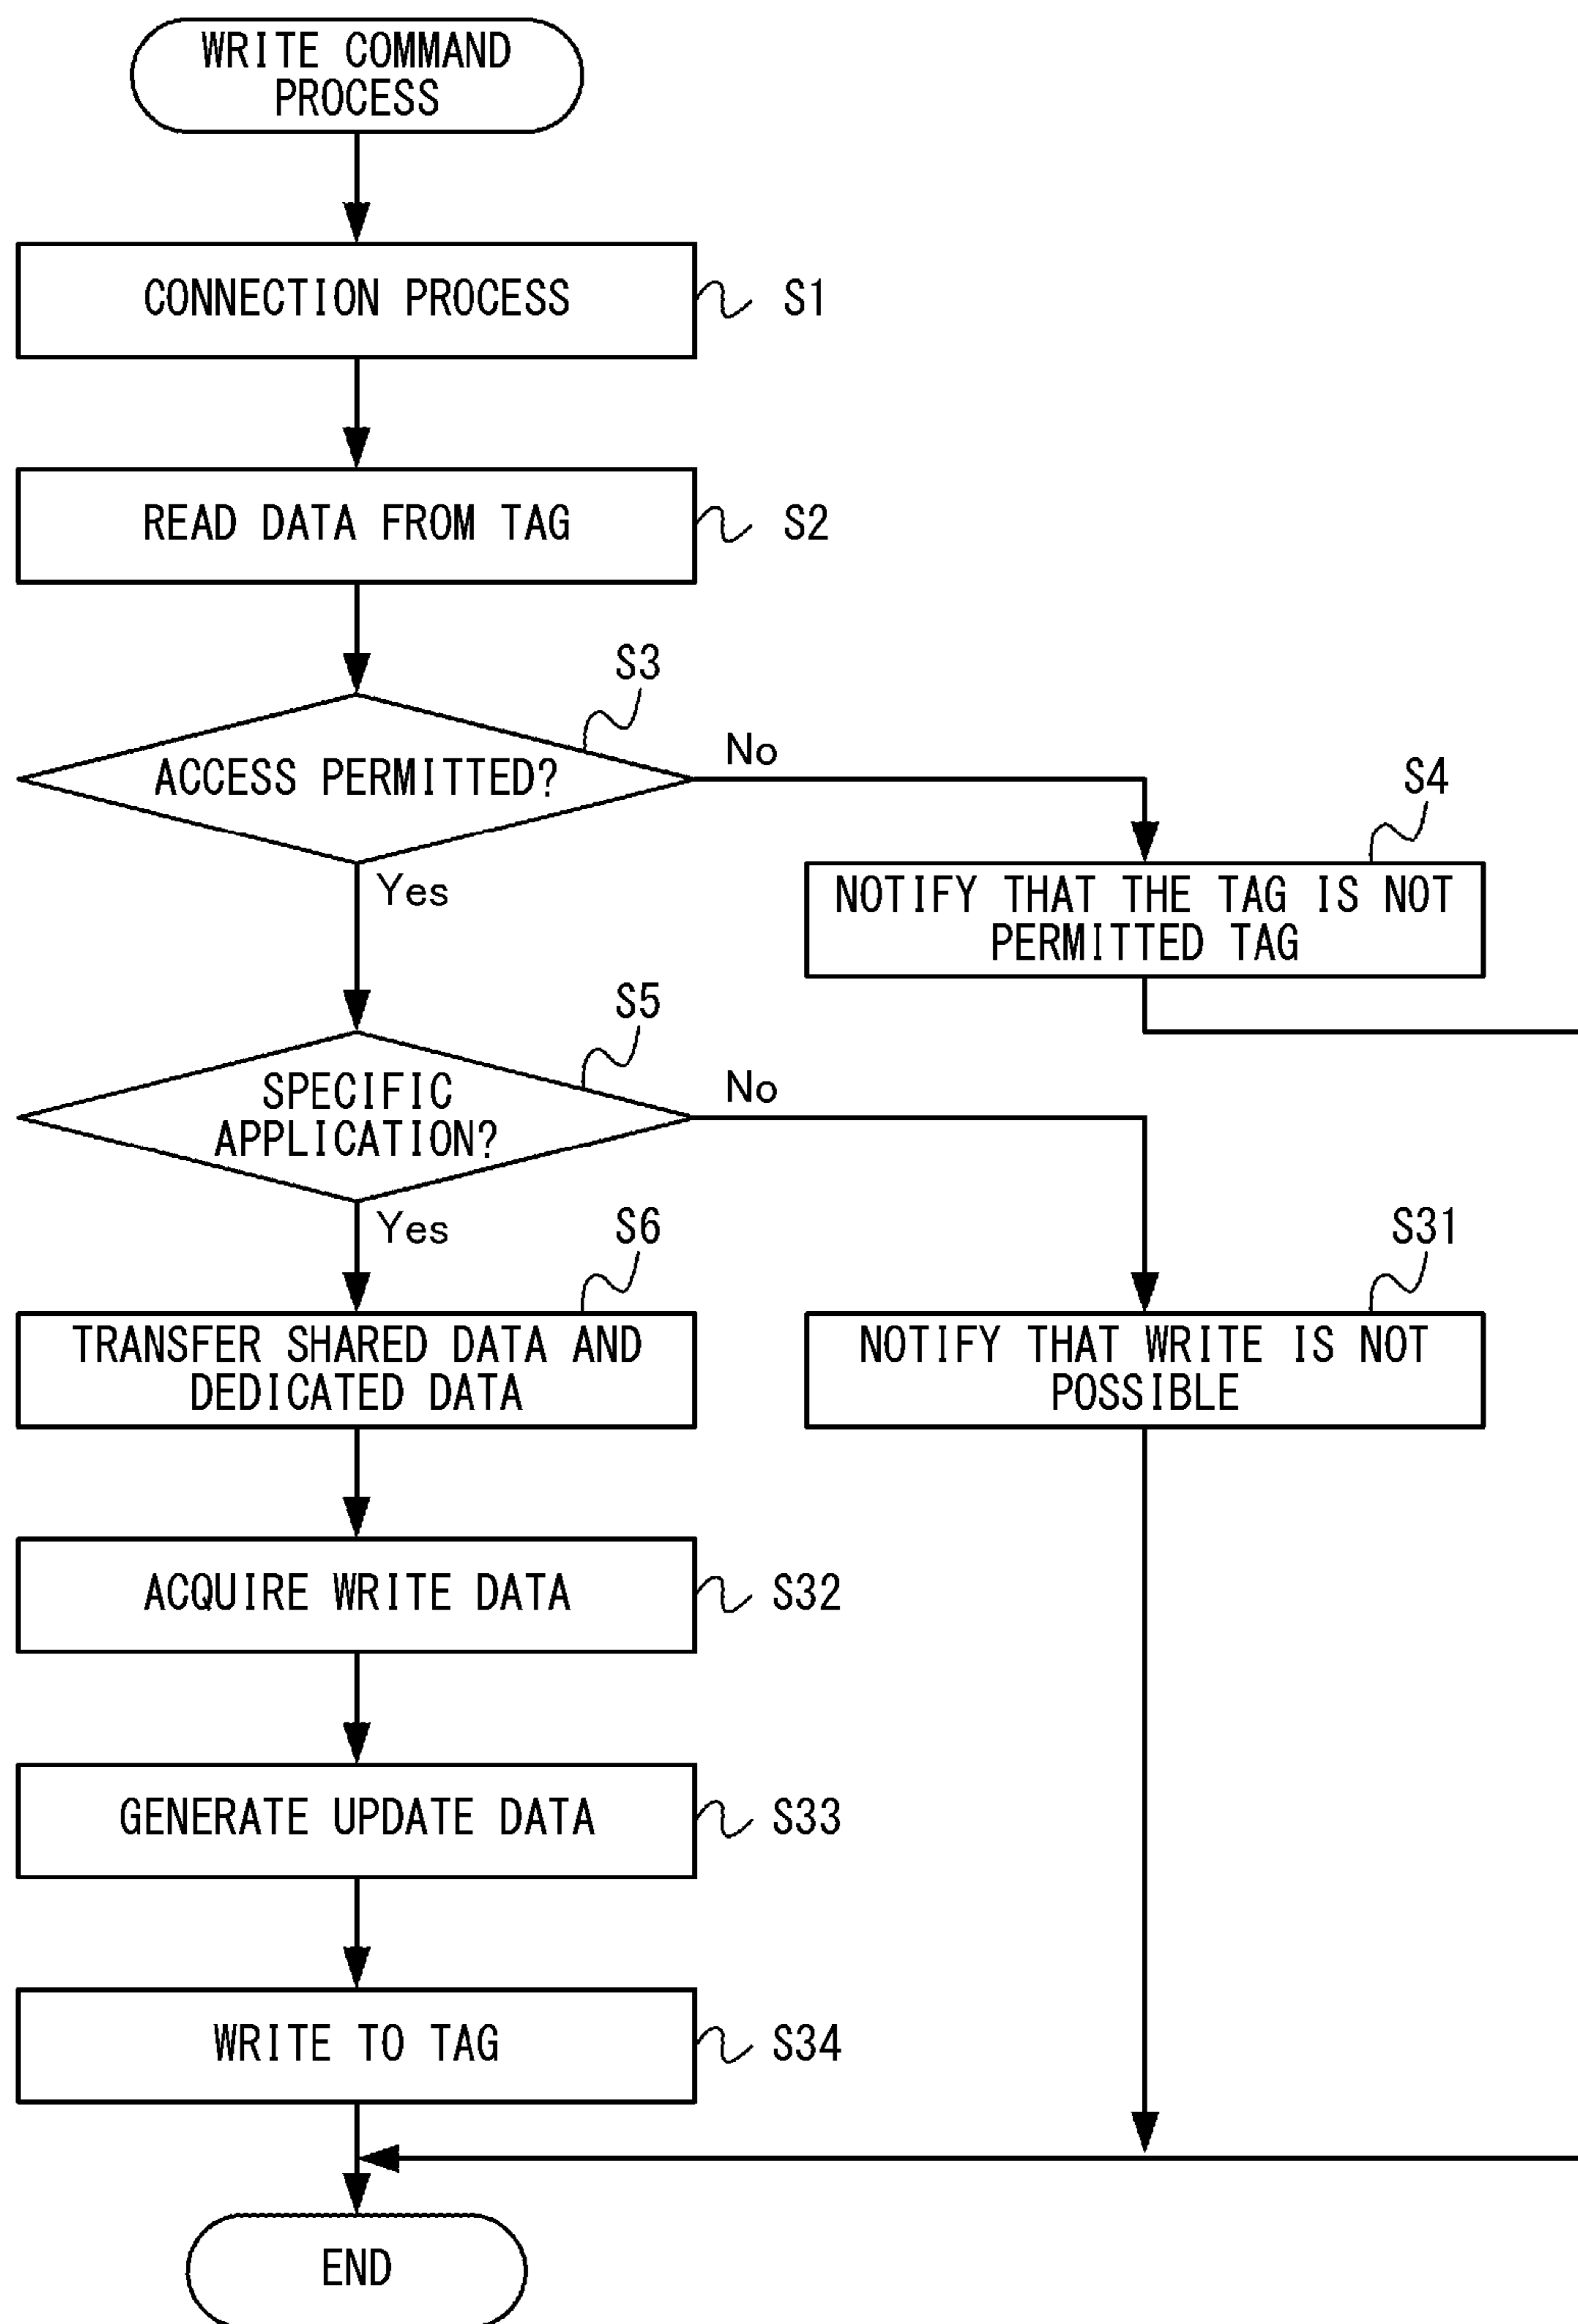 WRITE COMMAND
PROCESS
CONNECTION PROCESS
S1
READ DATA FROM TAG
S2
S3
ACCESS PERMITTED?
No
Yes
S4
NOTIFY THAT THE TAG IS NOT
PERMITTED TAG
S5
SPECIFIC
APPLICATION?
No
Yes
S6
TRANSFER SHARED DATA AND
DEDICATED DATA
S31
NOTIFY THAT WRITE IS NOT
POSSIBLE
ACQUIRE WRITE DATA
S32
GENERATE UPDATE DATA
S33
WRITE TO TAG
S34
END